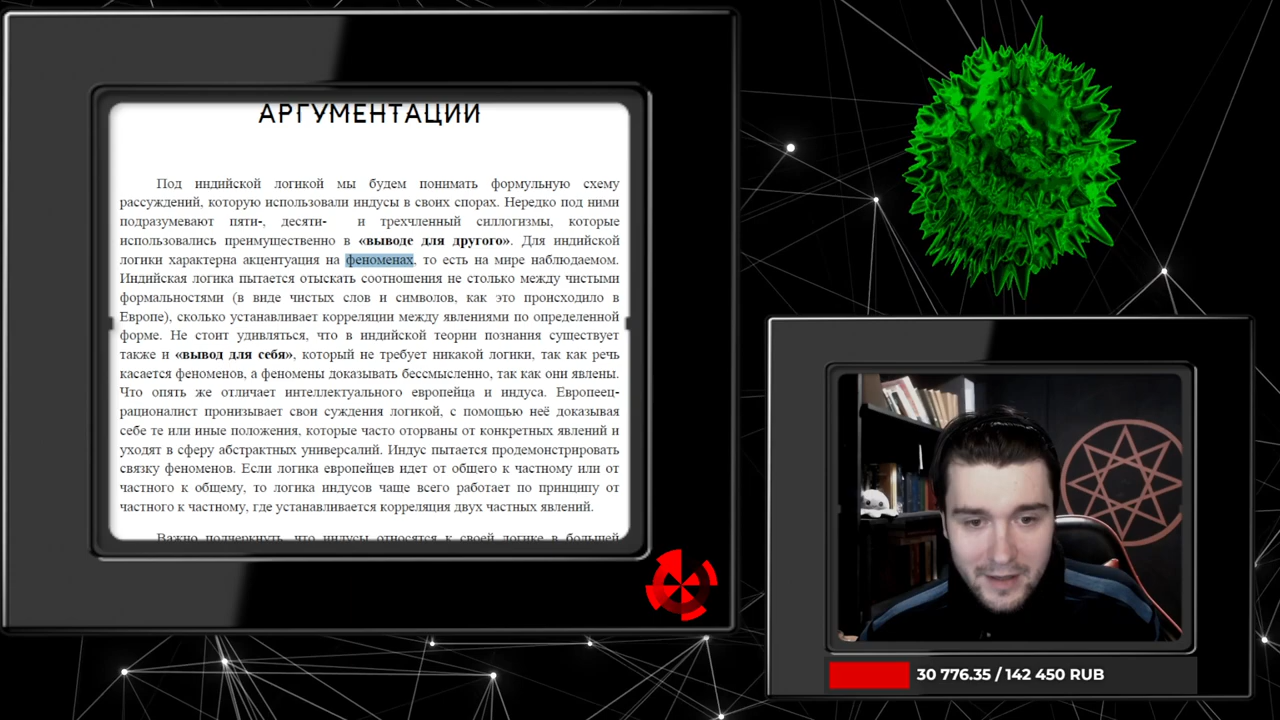 АРГУМЕНТАЦИИ
Под индийской логикой мы будем понимать формульную схему
рассуждений, которую использовали индусы в своих спорах. Нередко под ними
подразумевают пяти-, десяти- и трехчленный силлогизмы, которые
использовались преимущественно в «выводе для другого». Для индийской
логики характерна акцентуация на феноменах, то есть на мире наблюдаемом.
Индийская логика пытается отыскать соотношения не столько между чистыми
формальностями (в виде чистых слов и символов, как это происходило в
Европе), сколько устанавливает корреляции между явлениями по определенной
форме. Не стоит удивляться, что в индийской теории познания существует
также и «вывод для себя», который не требует никакой логики, так как речь
касается феноменов, а феномены доказывать бессмысленно, так как они явлены.
Что опять же отличает интеллектуального европейца и индуса. Европеец-
рационалист пронизывает свои суждения логикой, с помощью неё доказывая
себе те или иные положения, которые часто оторваны от конкретных явлений и
уходят в сферу абстрактных универсалий. Индус пытается продемонстрировать
связку феноменов. Если логика европейцев идет от общего к частному или от
частного к общему, то логика индусов чаще всего работает по принципу от
частного к частному, где устанавливается корреляция двух частных явлений.
Важно подчеркнуть, что индусы относятся к своей логике в большей
30 776.35 / 142 450 RUB